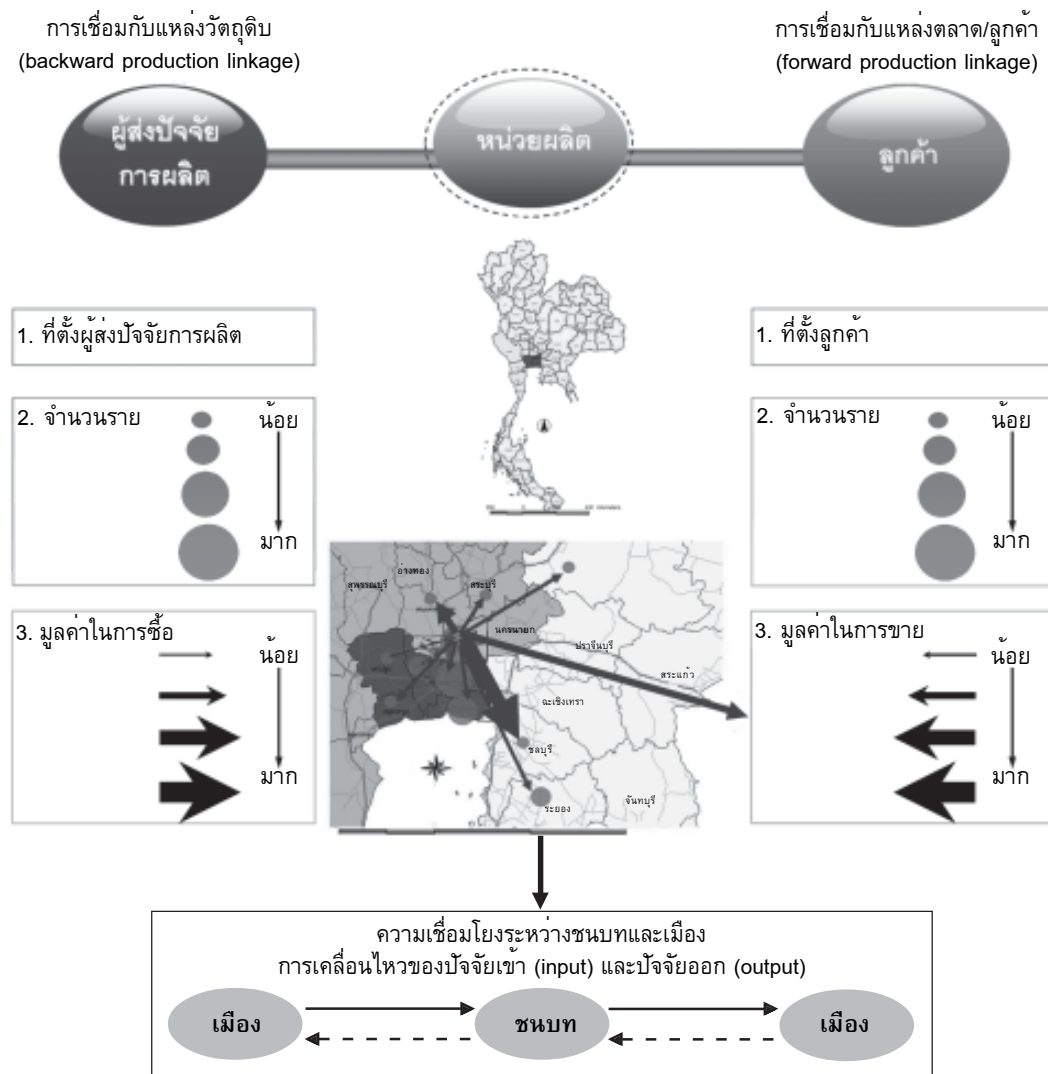 การเชื่อมกับแหล่งวัตถุดิบ
(backward production linkage)
การเชื่อมกับแหล่งตลาด/ลูกค้า
(forward production linkage)
ผู้ส่งปัจจัย
การผลิต
หน่วยผลิต
ลูกค้า
1. ที่ตั้งผู้ส่งปัจจัยการผลิต
2. จำนวนราย
น้อย
มาก
3. มูลค่าในการซื้อ
น้อย
มาก
1. ที่ตั้งลูกค้า
2. จำนวนราย
น้อย
มาก
3. มูลค่าในการขาย
น้อย
มาก
อ่างทอง
สุพรรณบุรี
สระบุรี
นครนายก
ปราจีนบุรี
สระแก้ว
ฉะเชิงเทรา
ชลบุรี
ระยอง
จันทบุรี
ความเชื่อมโยงระหว่างชนบทและเมือง
การเคลื่อนไหวของปัจจัยเข้า (input) และปัจจัยออก (output)
เมือง
ชนบท
เมือง